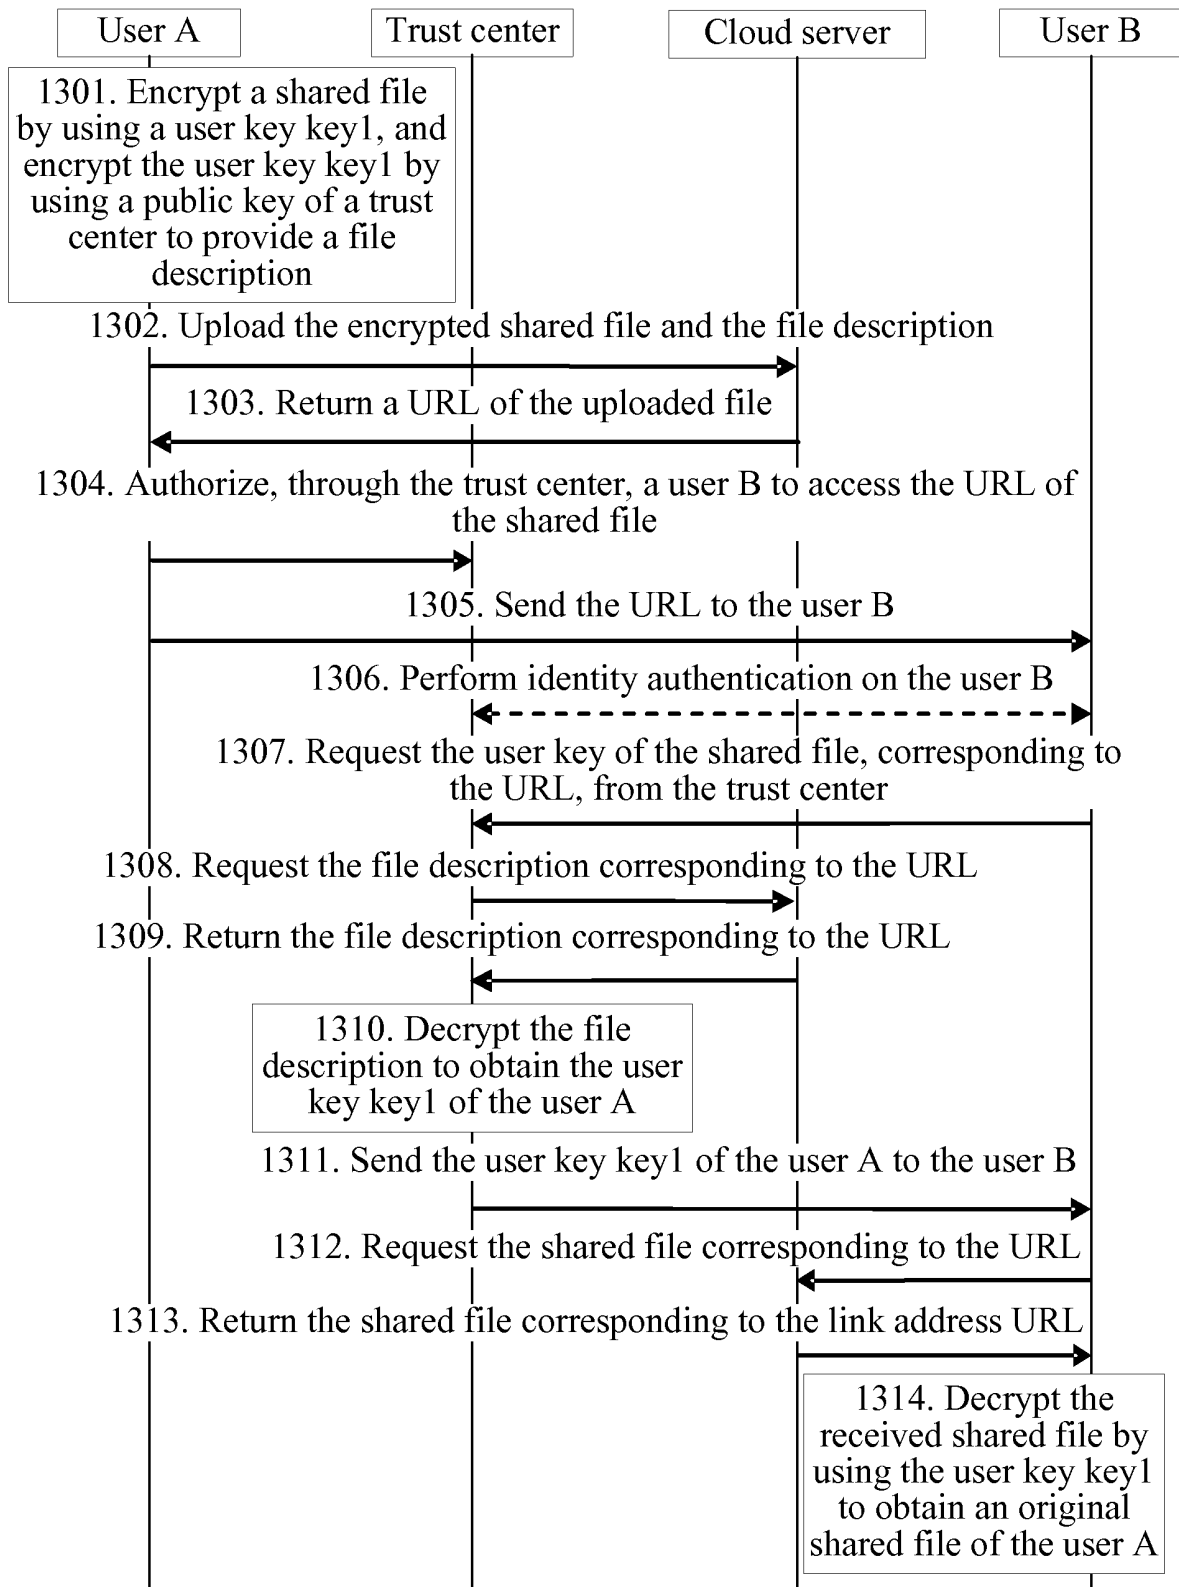 User A
Trust center
Cloud server
User B
1301. Encrypt a shared file
by using a user key key1, and
encrypt the user key key1 by
using a public key of a trust
center to provide a file
description
1302. Upload the encrypted shared file and the file description
1303. Return a URL of the uploaded file
1304. Authorize, through the trust center, a user B to access the URL of
the shared file
1305. Send the URL to the user B
1306. Perform identity authentication on the user B
1307. Request the user key of the shared file, corresponding to
the URL, from the trust center
1308. Request the file description corresponding to the URL
1309. Return the file description corresponding to the URL
1310. Decrypt the file
description to obtain the user
key key1 of the user A
1311. Send the user key key1 of the user A to the user B
1312. Request the shared file corresponding to the URL
1313. Return the shared file corresponding to the link address URL
1314. Decrypt the
received shared file by
using the user key key1
to obtain an original
shared file of the user A